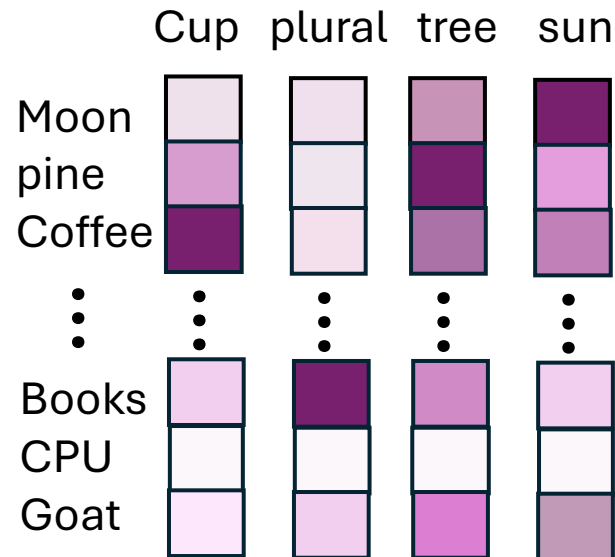 Cup plural tree sun
Moon
pine
Coffee
Books
CPU
Goat